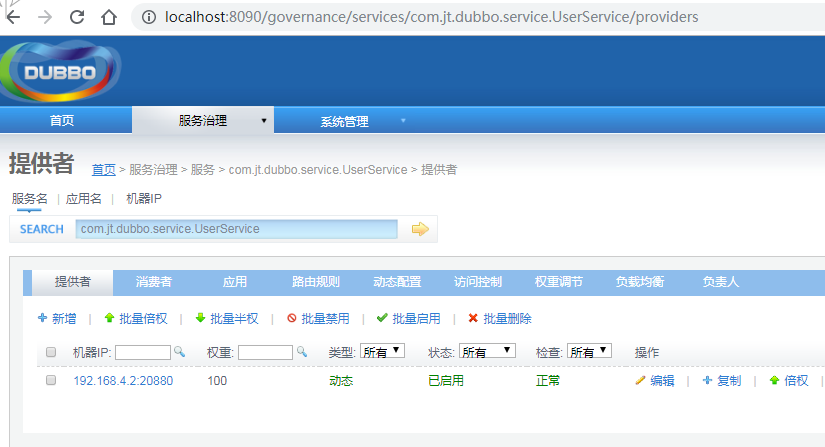 localhost:8090/governance/services/com.jt.dubbo.service.UserService/providers
DUBBO
首页 服务治理 系统管理
提供者 首页 > 服务治理 > 服务 > com.jt.dubbo.service.UserService > 提供者
服务名 | 应用名 | 机器IP
SEARCH com.jt.dubbo.service.UserService
提供者 消费者 应用 路由规则 动态配置 访问控制 权重调节 负载均衡 负责人
新增 | 批量倍权 | 批量半权 | 批量禁用 | 批量启用 | 批量删除
机器IP: 权重: 类型: 所有 状态: 所有 检查: 所有 操作
192.168.4.2:20880 100 动态 已启用 正常 编辑 | 复制 | 倍权 |